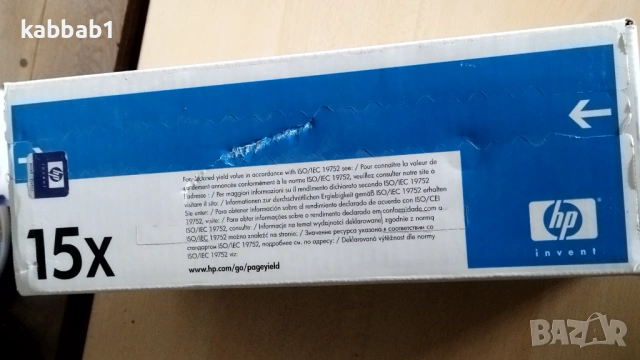 kabbab1
For declared yield value in accordance with ISO/IEC 19752 see: / Pour connaître la valeur de
rendement annoncée conformément à la norme ISO/IEC 19752, veuillez consulter notre site à
l'adresse : / Per maggiori informazioni su il rendimento dichiarato secondo ISO/IEC 19752
visitare il sito: / Informationen zur durchschnittlichen Ergiebigkeit gemäß ISO/IEC 19752 erhalten
Sie unter: / Para obtener información sobre el rendimiento declarado de acuerdo con ISO/CEI
19752, visite: / Para obter informações sobre o rendimento declarado em conformidade com a
ISO/IEC 19752, consulte: / Informacje na temat wydajności deklarowanej zgodnie z normą
ISO/IEC 19752 można znaleźć na stronie: / Значение ресурса указано в соответствии со
стандартом ISO/IEC 19752, подробнее см. по адресу: / Deklarovaná výtěžnost dle normy
ISO/IEC 19752 viz:
www.hp.com/go/pageyield
15x
hp
invent
BAZAR
.bg